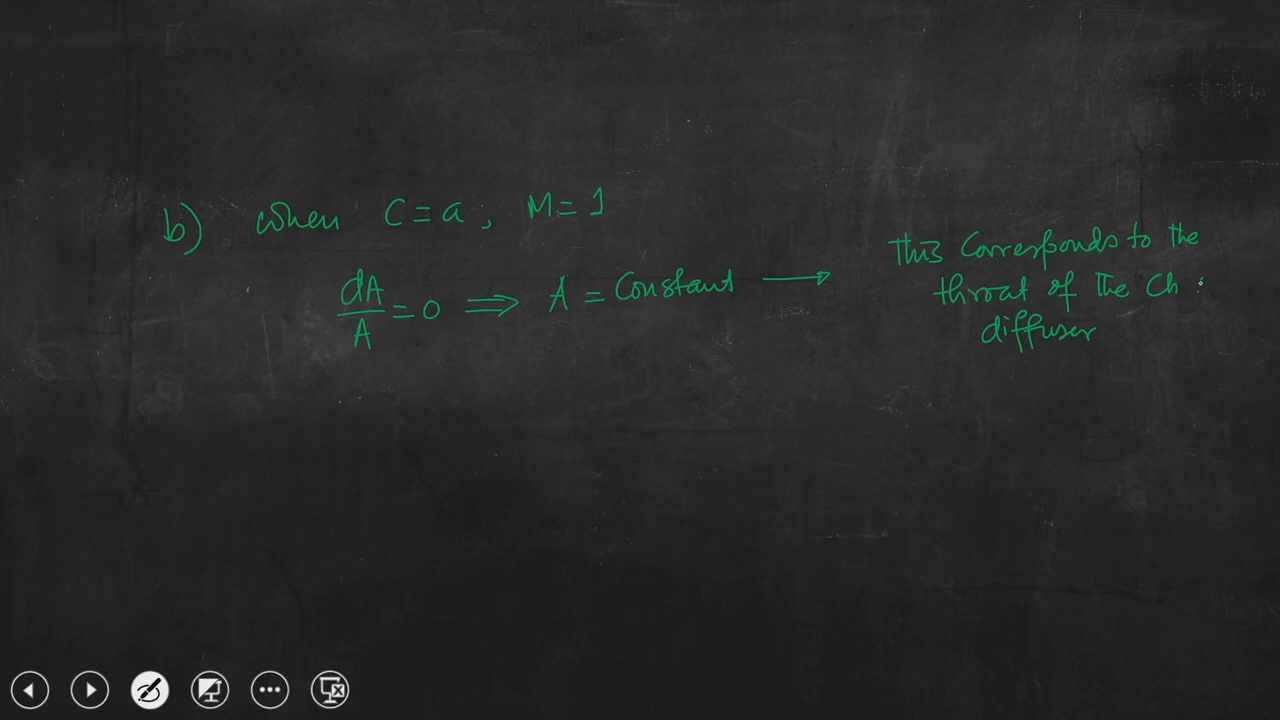 b) when C = a ; M = 1
dA/A = 0 ⟹ A = Constant ⟶
This Corresponds to the
throat of the Ch :
diffuser